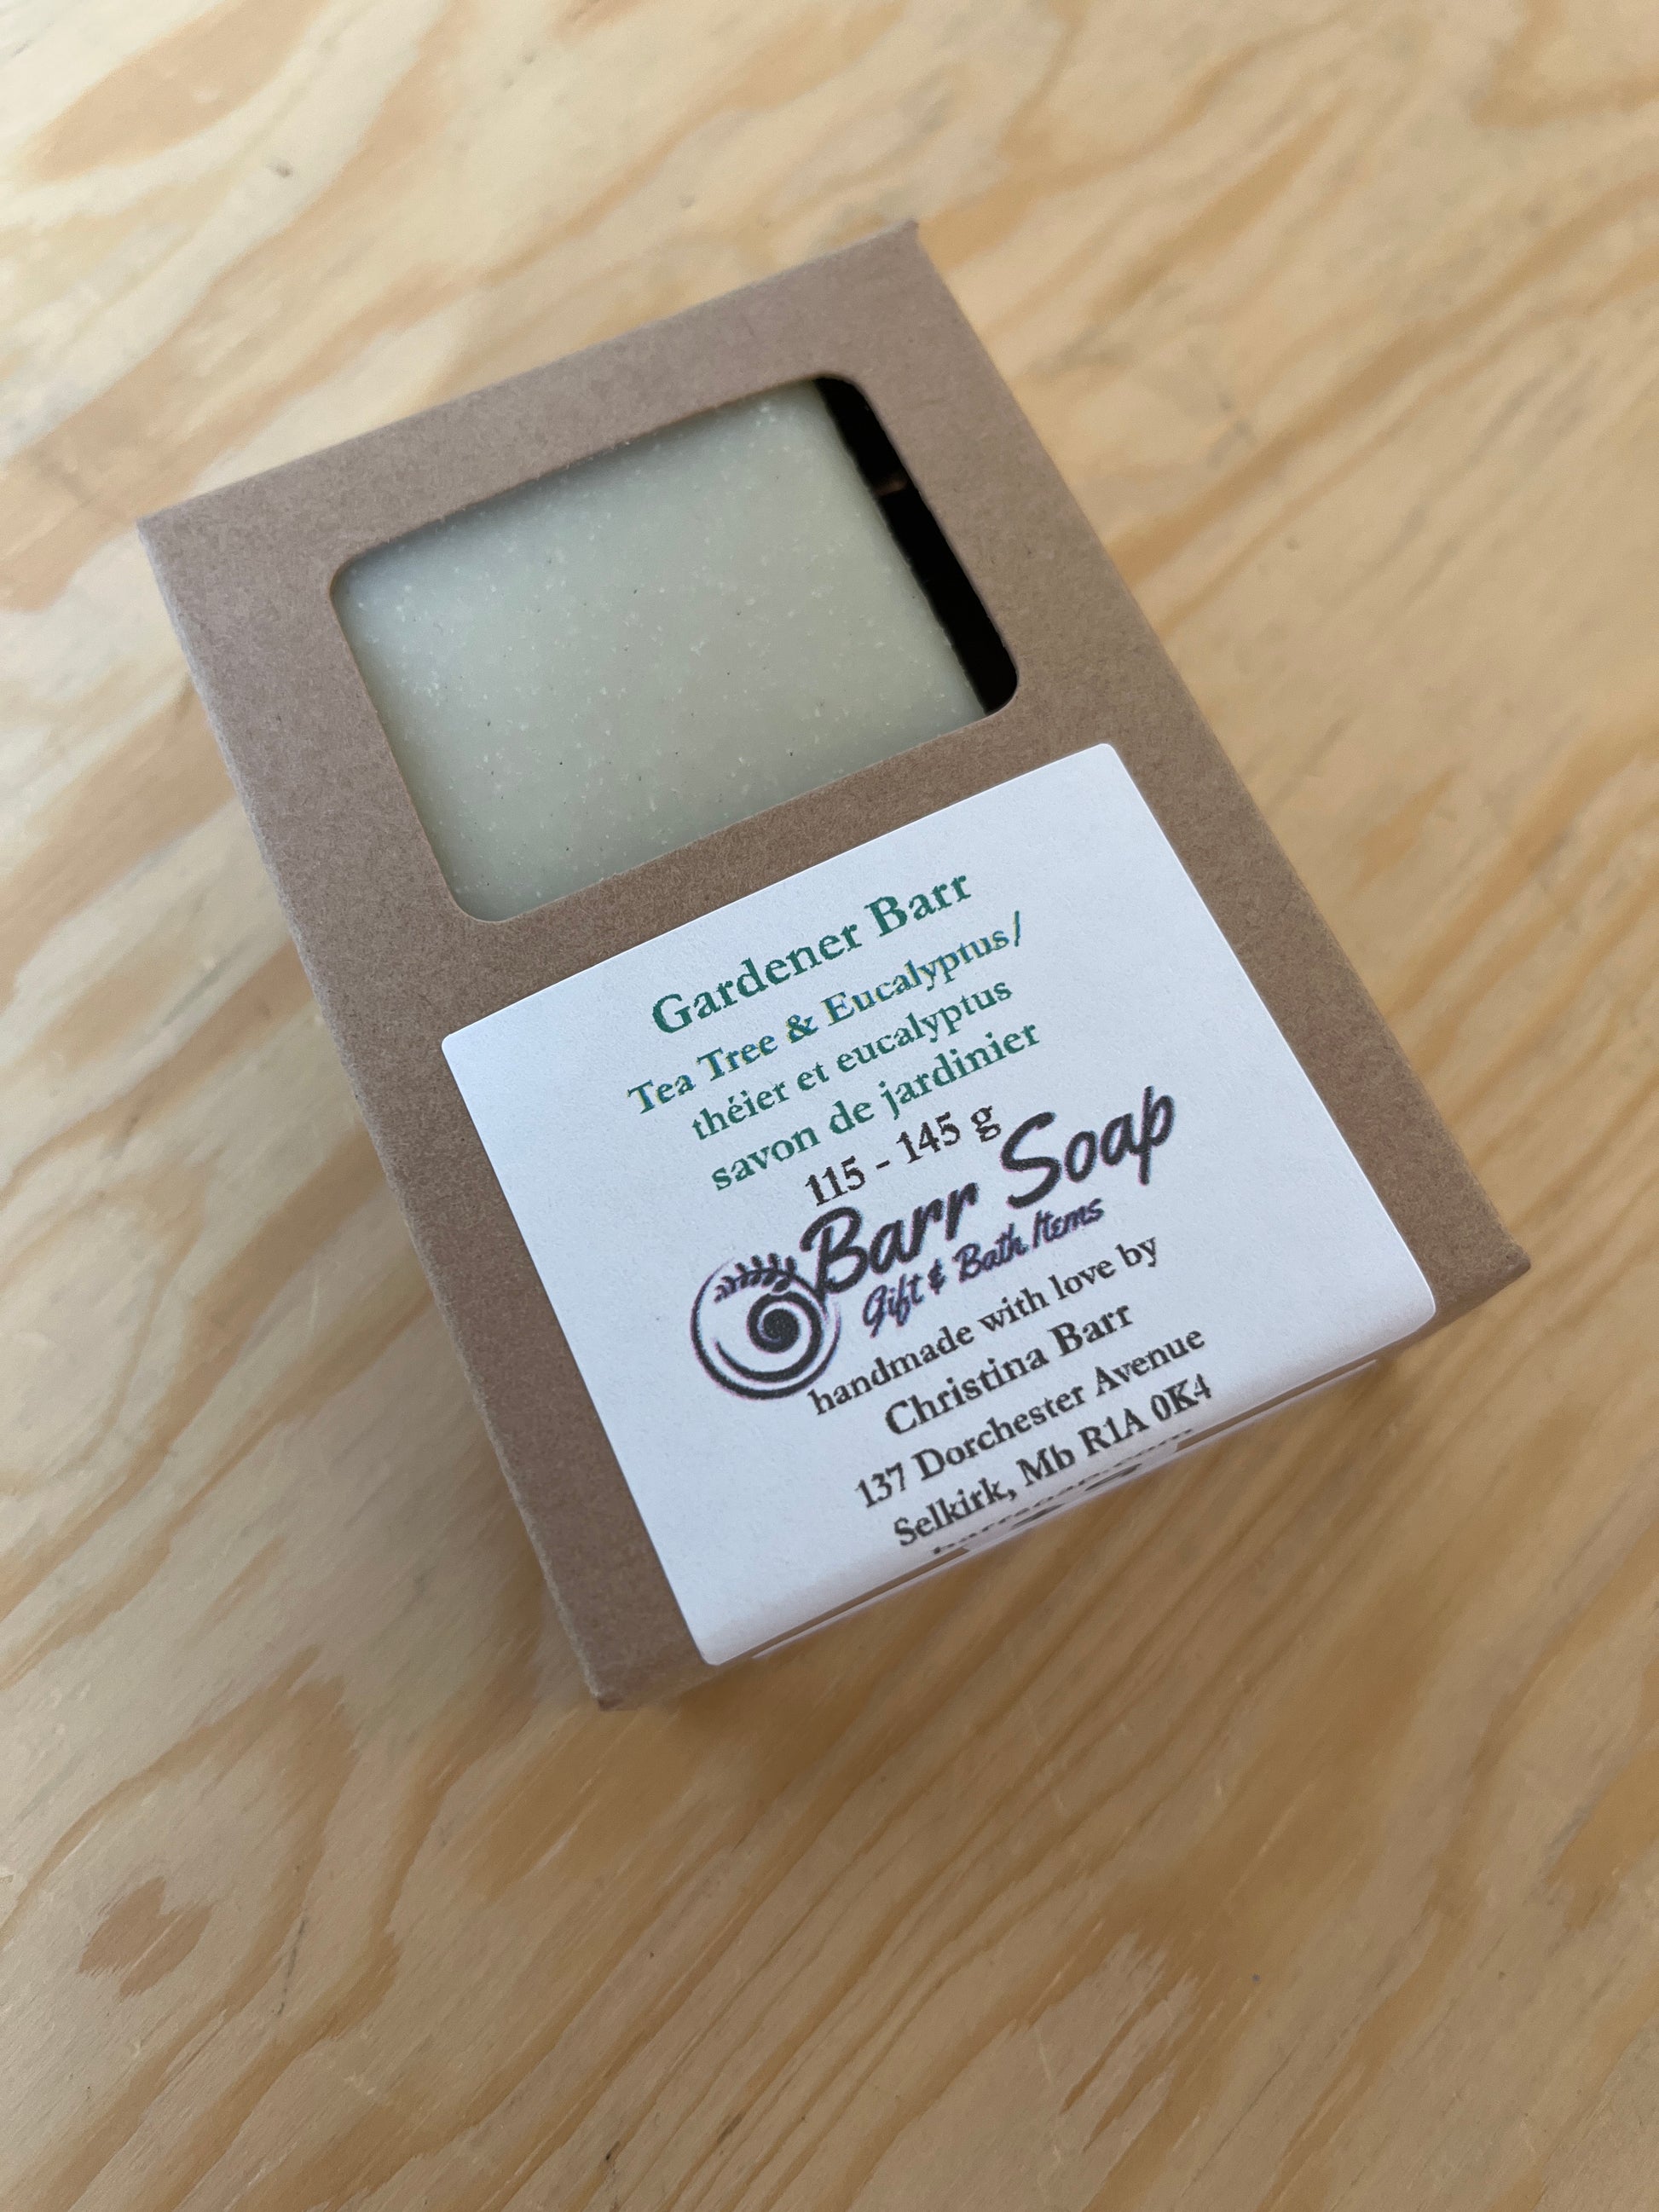 Gardener Barr
Tea Tree & Eucalyptus/
théier et eucalyptus
savon de jardinier
115 - 145 g
Barr Soap
Gift & Bath Items
handmade with love by
Christina Barr
137 Dorchester Avenue
Selkirk, Mb R1A 0K4